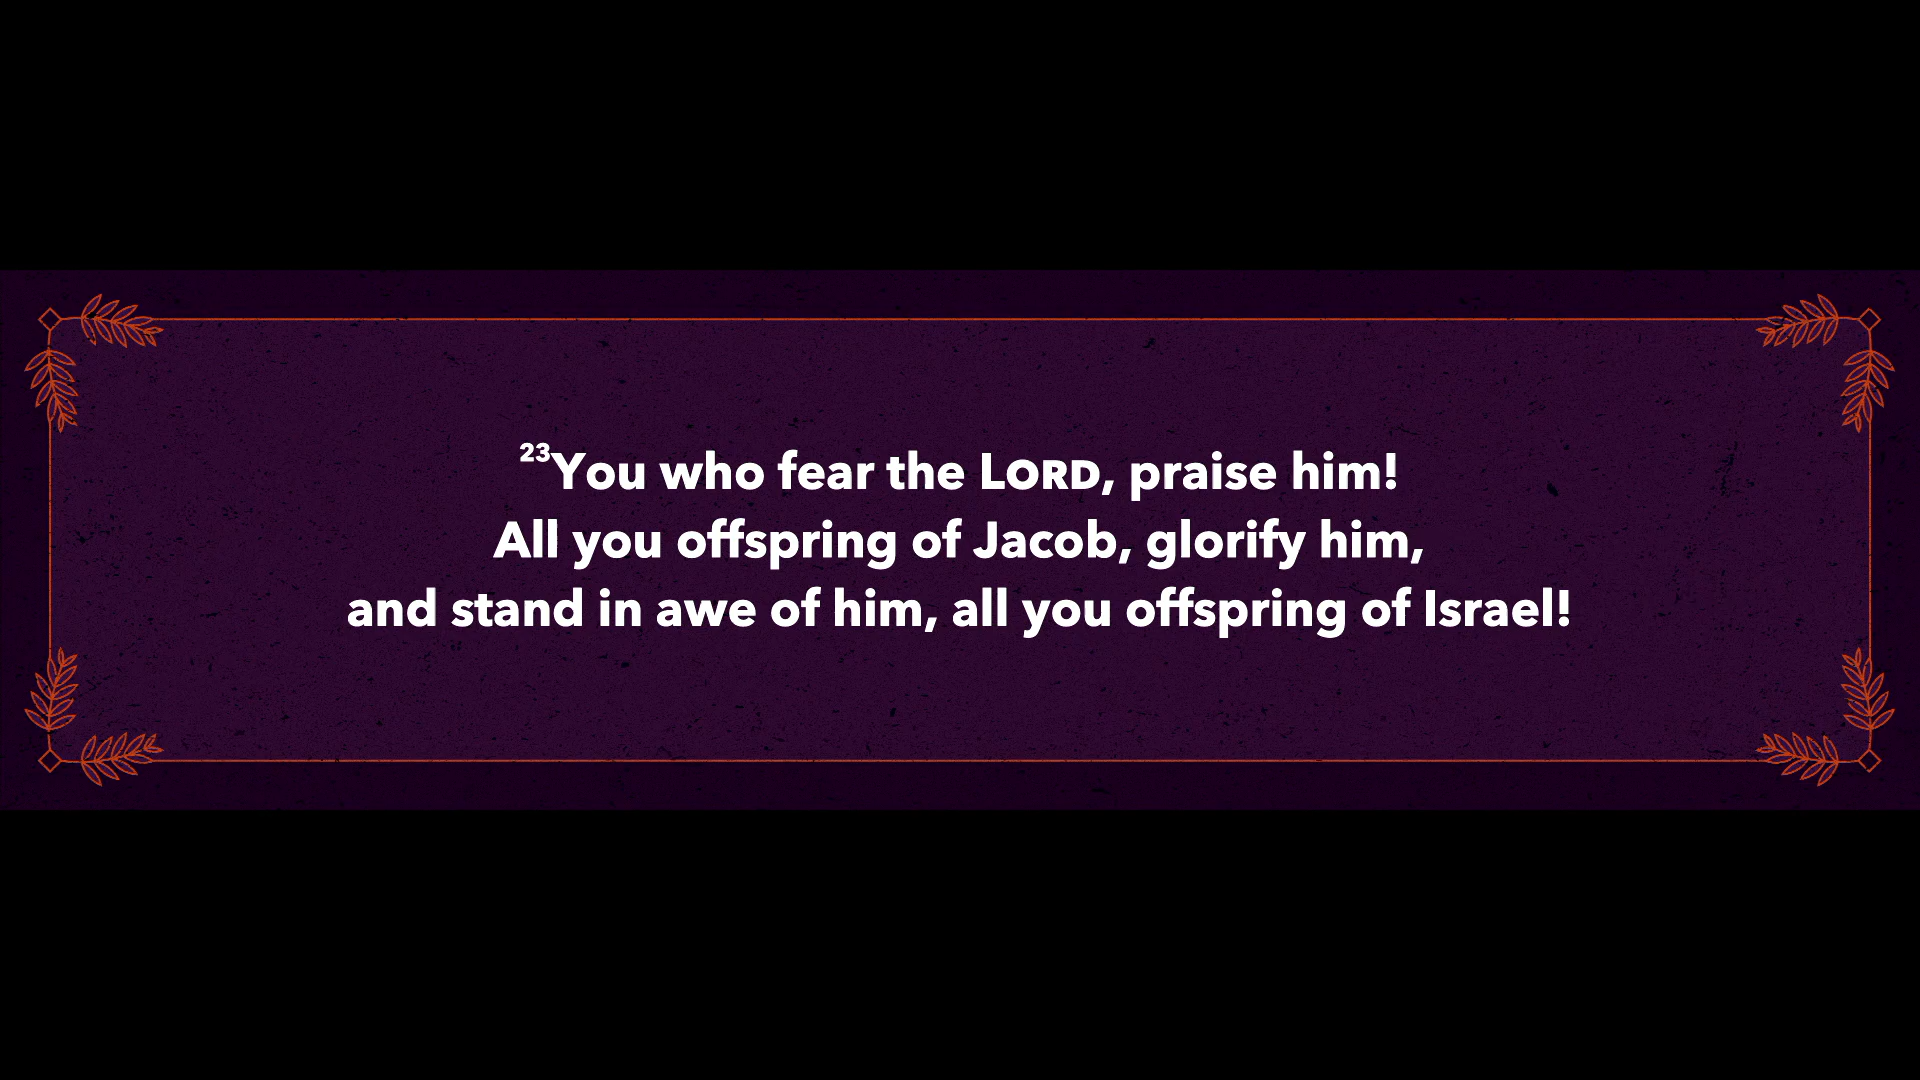 ²³You who fear the LORD, praise him!
All you offspring of Jacob, glorify him,
and stand in awe of him, all you offspring of Israel!